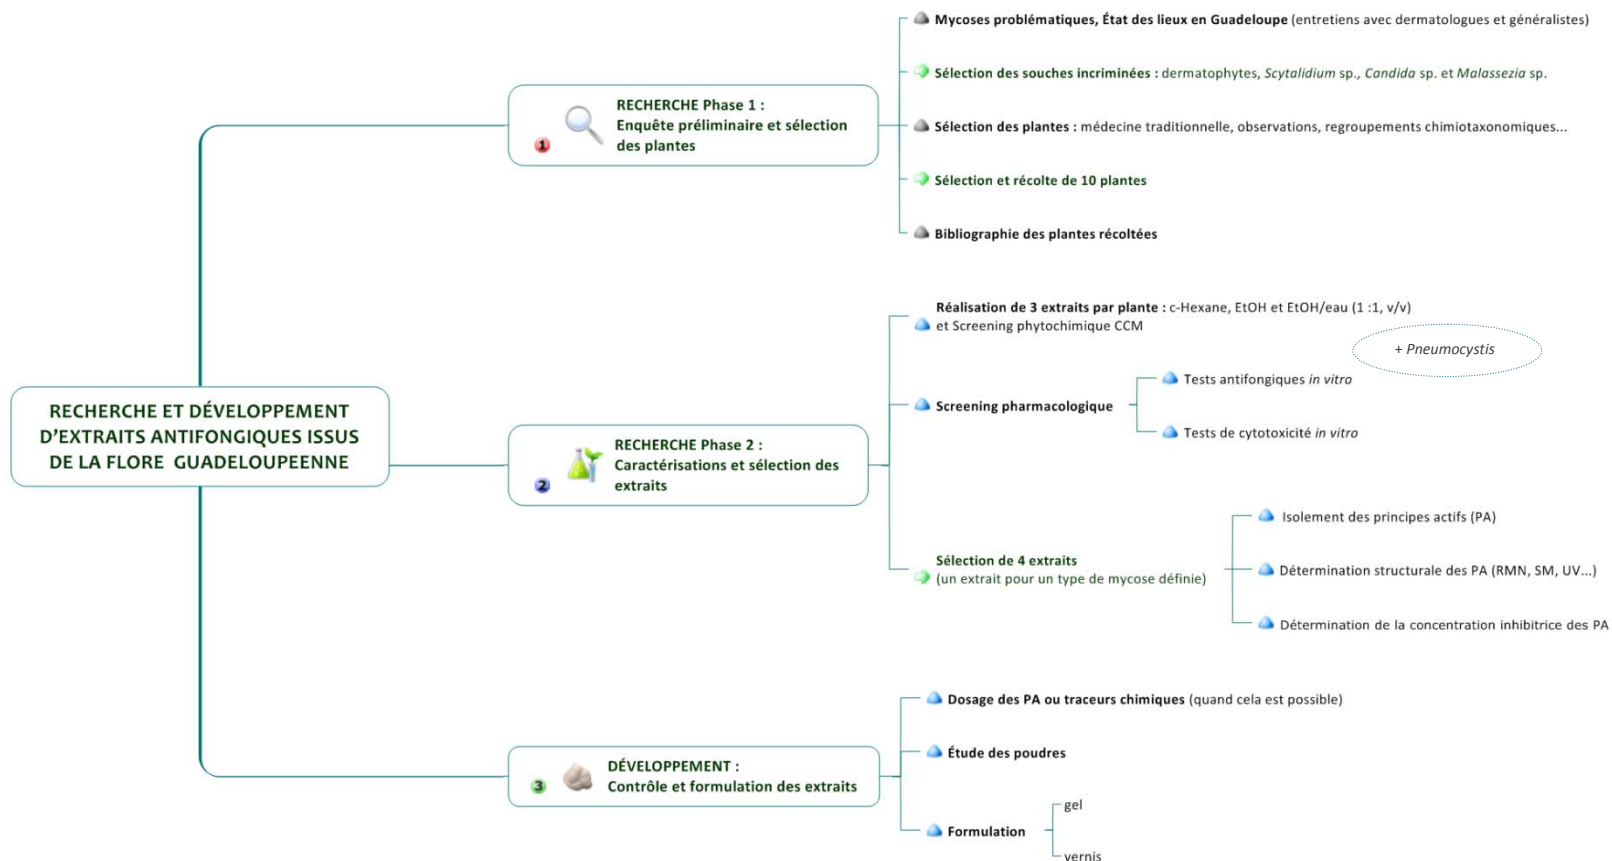 RECHERCHE ET DÉVELOPPEMENT
D'EXTRAITS ANTIFONGIQUES ISSUS
DE LA FLORE GUADELOUPEENNE
1
RECHERCHE Phase 1 :
Enquête préliminaire et sélection
des plantes
Mycoses problématiques, État des lieux en Guadeloupe (entretiens avec dermatologues et généralistes)
Sélection des souches incriminées : dermatophytes, Scytalidium sp., Candida sp. et Malassezia sp.
Sélection des plantes : médecine traditionnelle, observations, regroupements chimiotaxonomiques...
Sélection et récolte de 10 plantes
Bibliographie des plantes récoltées
2
RECHERCHE Phase 2 :
Caractérisations et sélection des
extraits
Réalisation de 3 extraits par plante : c-Hexane, EtOH et EtOH/eau (1 :1, v/v)
et Screening phytochimique CCM
+ Pneumocystis
Screening pharmacologique
Tests antifongiques in vitro
Tests de cytotoxicité in vitro
Sélection de 4 extraits
(un extrait pour un type de mycose définie)
Isolement des principes actifs (PA)
Détermination structurale des PA (RMN, SM, UV...)
Détermination de la concentration inhibitrice des PA
3
DÉVELOPPEMENT :
Contrôle et formulation des extraits
Dosage des PA ou traceurs chimiques (quand cela est possible)
Étude des poudres
Formulation
gel
vernis